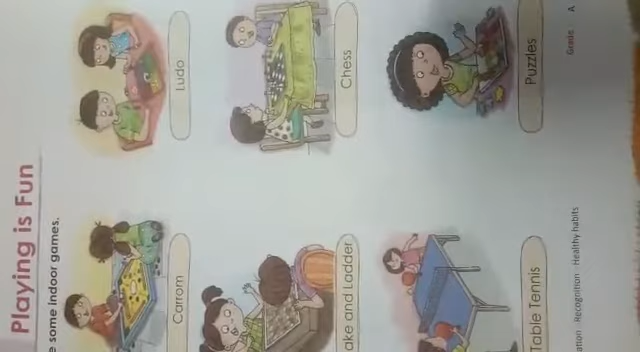 Playing is Fun
some indoor games.
Carrom
Ludo
ake and Ladder
Chess
Table Tennis
Puzzles
ation Recognition Healthy habits
Grade A